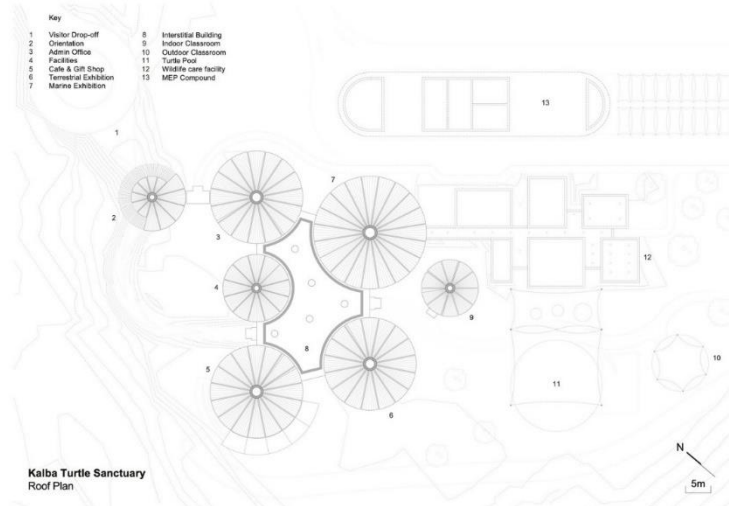 Key
1 Visitor Drop-off
2 Orientation
3 Admin Office
4 Facilities
5 Cafe & Gift Shop
6 Terrestrial Exhibition
7 Marine Exhibition
8 Interstitial Building
9 Indoor Classroom
10 Outdoor Classroom
11 Turtle Pool
12 Wildlife care facility
13 MEP Compound
13
1
7
2
3
12
4
9
8
5
10
11
6
N
5m
Kalba Turtle Sanctuary
Roof Plan